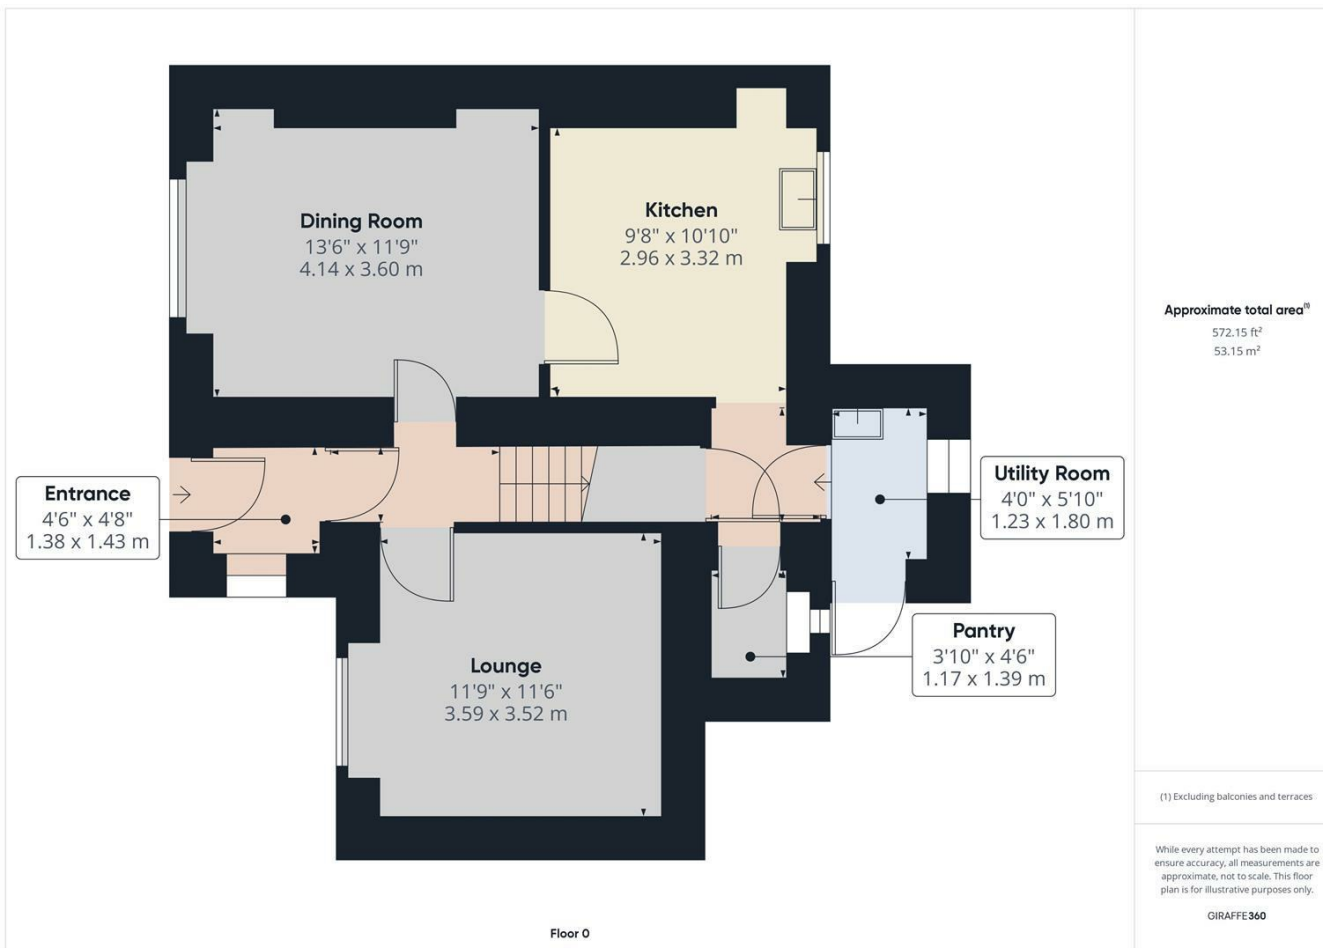 Dining Room
13'6" x 11'9"
4.14 x 3.60 m
Kitchen
9'8" x 10'10"
2.96 x 3.32 m
Entrance
4'6" x 4'8"
1.38 x 1.43 m
Utility Room
4'0" x 5'10"
1.23 x 1.80 m
Lounge
11'9" x 11'6"
3.59 x 3.52 m
Pantry
3'10" x 4'6"
1.17 x 1.39 m
Floor 0
Approximate total area(1)
572.15 ft²
53.15 m²
(1) Excluding balconies and terraces
While every attempt has been made to
ensure accuracy, all measurements are
approximate, not to scale. This floor
plan is for illustrative purposes only.
GIRAFFE360